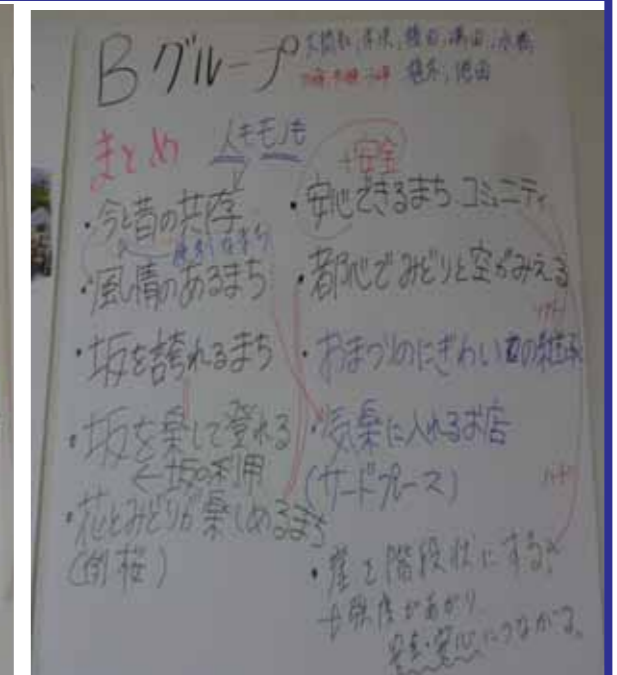 Bグループ
まとめ
人もモノも
・今と昔の共存
・風情のあるまち
・坂を誇れるまち
・坂を楽して登れる
←坂の利用
・花とみどりが楽しめるまち
+安全
・安心できるまち コミュニティ
・都心でみどりと空がみえる
・おまつりのにぎわいの継承
・気楽に入れるお店
(サードプレース)
・崖を階段状にする?
があがり
安全・安心につながる。